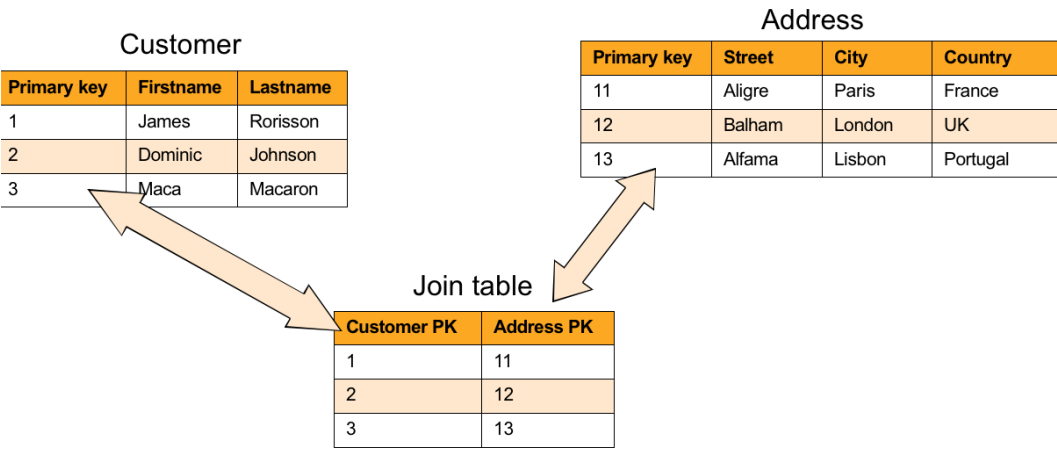 Customer
Primary key Firstname Lastname
1 James Rorisson
2 Dominic Johnson
3 Maca Macaron
Address
Primary key Street City Country
11 Aligre Paris France
12 Balham London UK
13 Alfama Lisbon Portugal
Join table
Customer PK Address PK
1 11
2 12
3 13